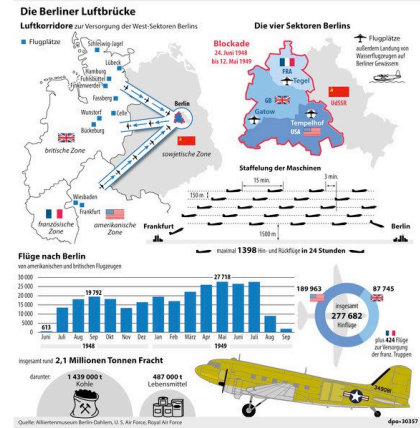 Die Berliner Luftbrücke
Luftkorridore zur Versorgung der West-Sektoren Berlins
Flugplätze
Schleswig-Jagel
Lübeck
Hamburg
Fuhlsbüttel
Finkenwerder
Fassberg
Wunstorf
Celle
Bückeburg
Berlin
britische Zone
sowjetische Zone
Wiesbaden
Frankfurt
französische
Zone
amerikanische
Zone
Die vier Sektoren Berlins
Blockade
24. Juni 1948
bis 12. Mai 1949
Flugplätze
außerdem Landung von
Wasserflugzeugen auf
Berliner Gewässern
FRA
Tegel
GB
UdSSR
Gatow
Tempelhof
USA
Staffelung der Maschinen
15 min.
3 min.
150 m
Frankfurt
Berlin
1500 m
maximal 1398 Hin- und Rückflüge in 24 Stunden
Flüge nach Berlin
von amerikanischen und britischen Flugzeugen
30 000
25 000
20 000
15 000
10 000
5000
0
613
19 792
27 718
Juni Juli Aug Sep Okt Nov Dez Jan Feb März Apr Mai Juni Juli Aug Sep
1948
1949
189 963
87 745
insgesamt
277 682
Hinflüge
plus 424 Flüge
zur Versorgung
der franz. Truppen
insgesamt rund 2,1 Millionen Tonnen Fracht
darunter:
1 439 000 t
Kohle
487 000 t
Lebensmittel
349081
Quelle: Alliiertenmuseum Berlin-Dahlem, U.S. Air Force, Royal Air Force
dpa•30357